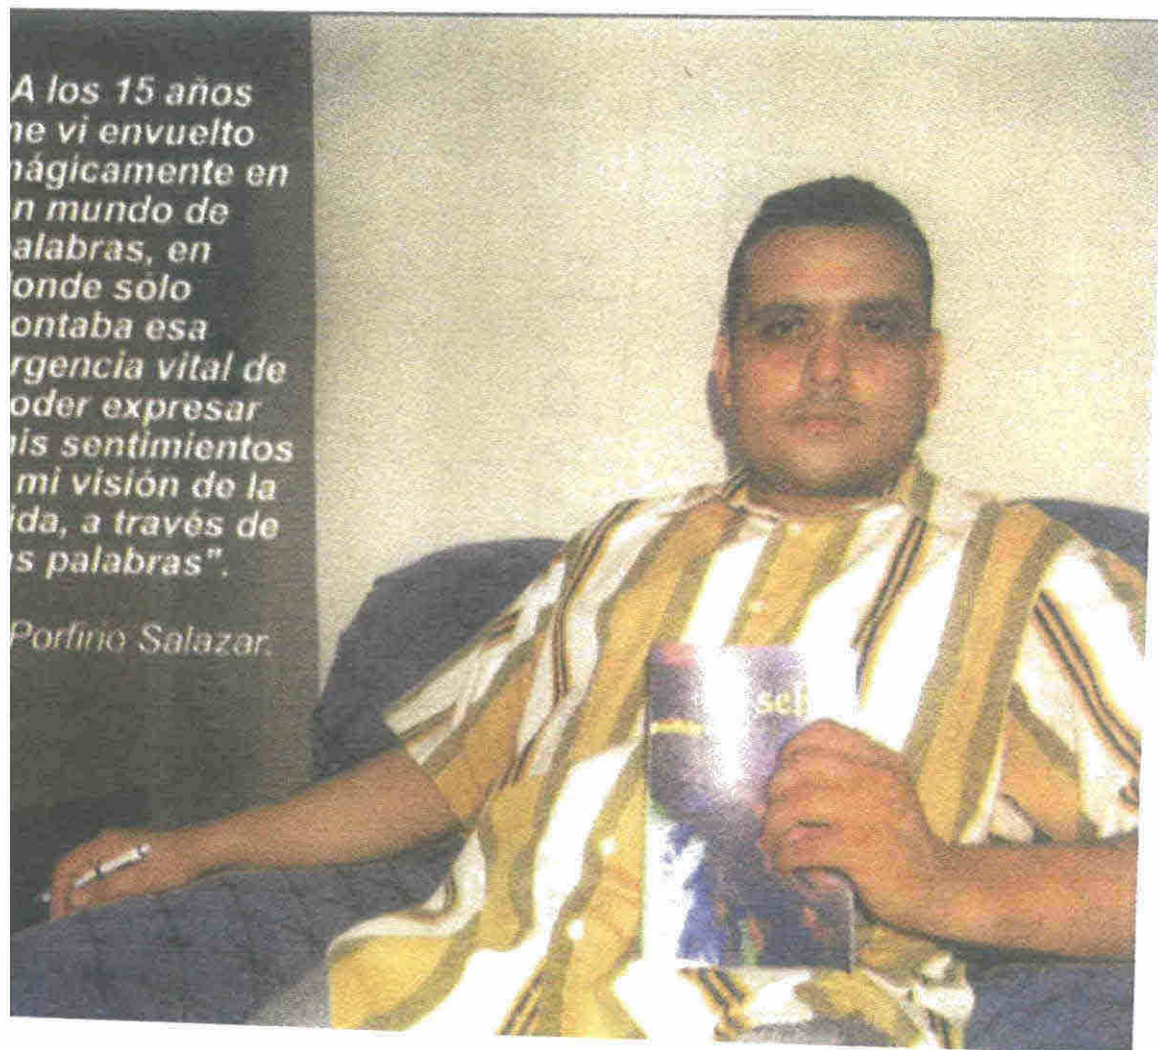 A los 15 años
ne vi envuelto
nágicamente en
n mundo de
alabras, en
onde sólo
ontaba esa
rgencia vital de
oder expresar
nis sentimientos
mi visión de la
ida, a través de
s palabras".
Porfirio Salazar.
sel